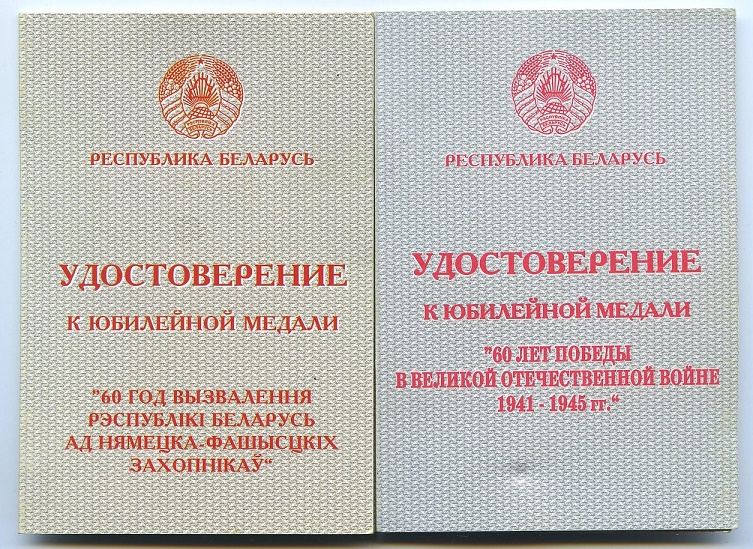 РЕСПУБЛИКА БЕЛАРУСЬ
УДОСТОВЕРЕНИЕ
К ЮБИЛЕЙНОЙ МЕДАЛИ
"60 ГОД ВЫЗВАЛЕННЯ
РЭСПУБЛІКІ БЕЛАРУСЬ
АД НЯМЕЦКА-ФАШЫСЦКІХ
ЗАХОПНІКАЎ“
РЕСПУБЛИКА БЕЛАРУСЬ
УДОСТОВЕРЕНИЕ
К ЮБИЛЕЙНОЙ МЕДАЛИ
"60 ЛЕТ ПОБЕДЫ
В ВЕЛИКОЙ ОТЕЧЕСТВЕННОЙ ВОЙНЕ
1941 - 1945 гг.“